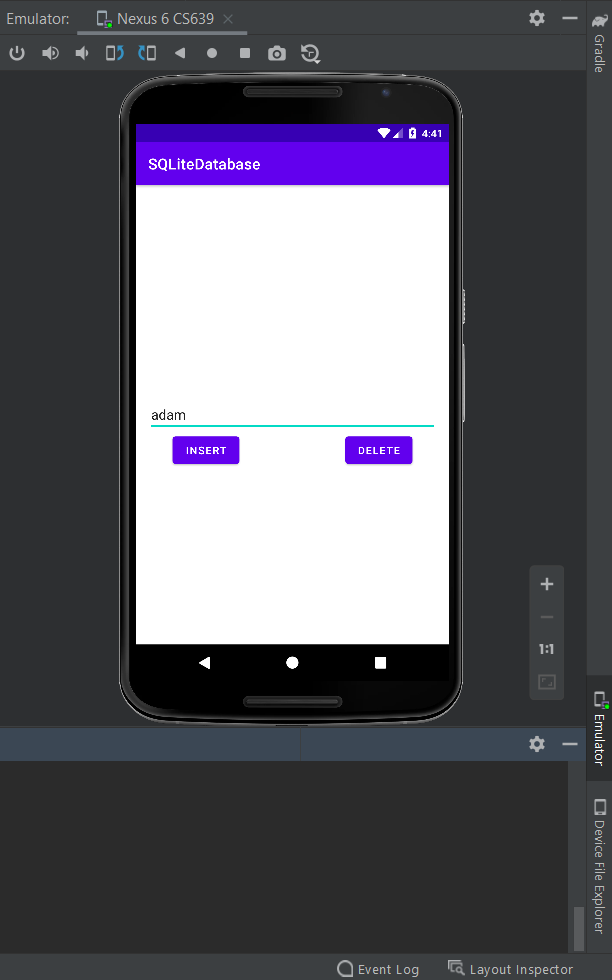 Emulator: Nexus 6 CS639
Gradle
4:41
SQLiteDatabase
adam
INSERT DELETE
1:1
Emulator
Device File Explorer
Event Log Layout Inspector